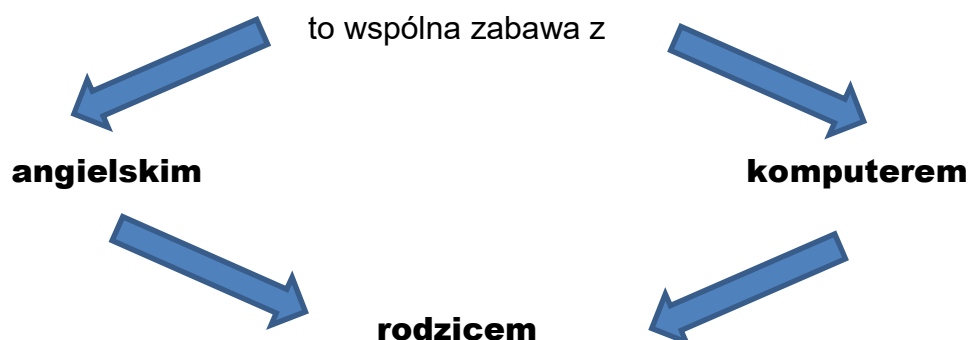 to wspólna zabawa z
angielskim
komputerem
rodzicem